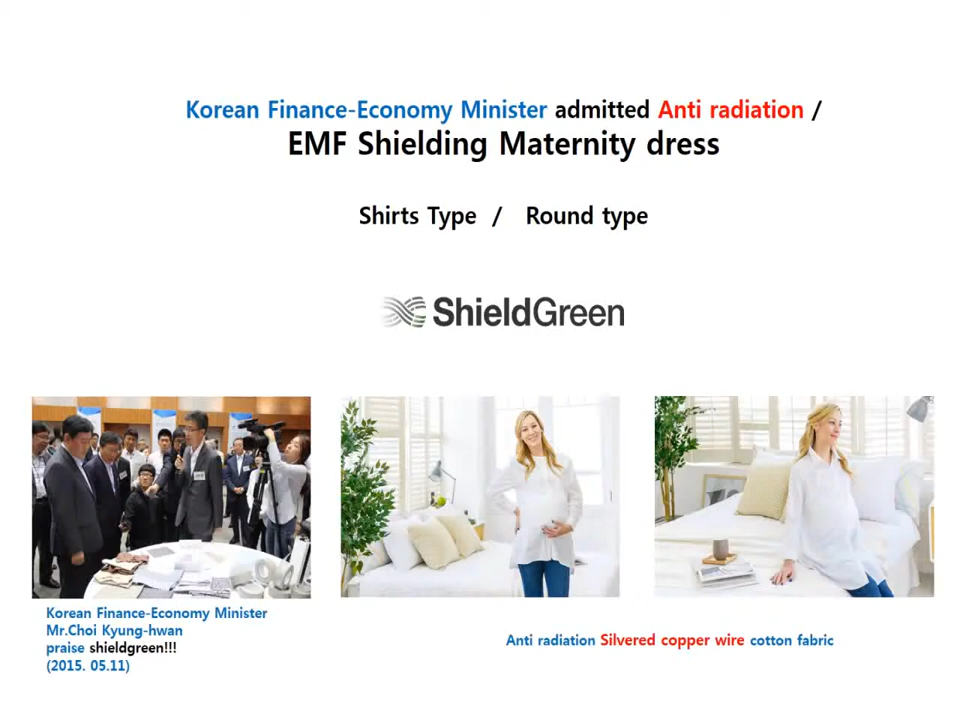 Korean Finance-Economy Minister admitted Anti radiation /
EMF Shielding Maternity dress
Shirts Type / Round type
ShieldGreen
Korean Finance-Economy Minister
Mr.Choi Kyung-hwan
praise shieldgreen!!!
(2015. 05.11)
Anti radiation Silvered copper wire cotton fabric